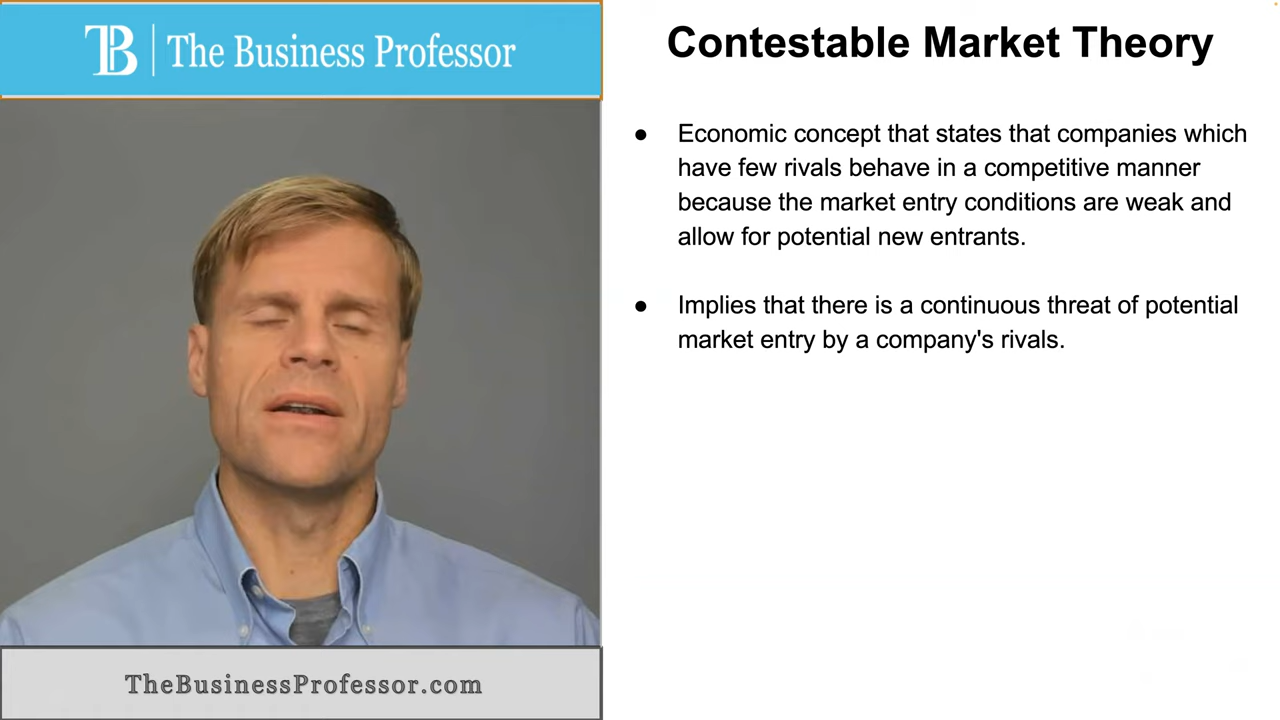 TB | The Business Professor
Contestable Market Theory
● Economic concept that states that companies which
have few rivals behave in a competitive manner
because the market entry conditions are weak and
allow for potential new entrants.
● Implies that there is a continuous threat of potential
market entry by a company's rivals.
TheBusinessProfessor.com